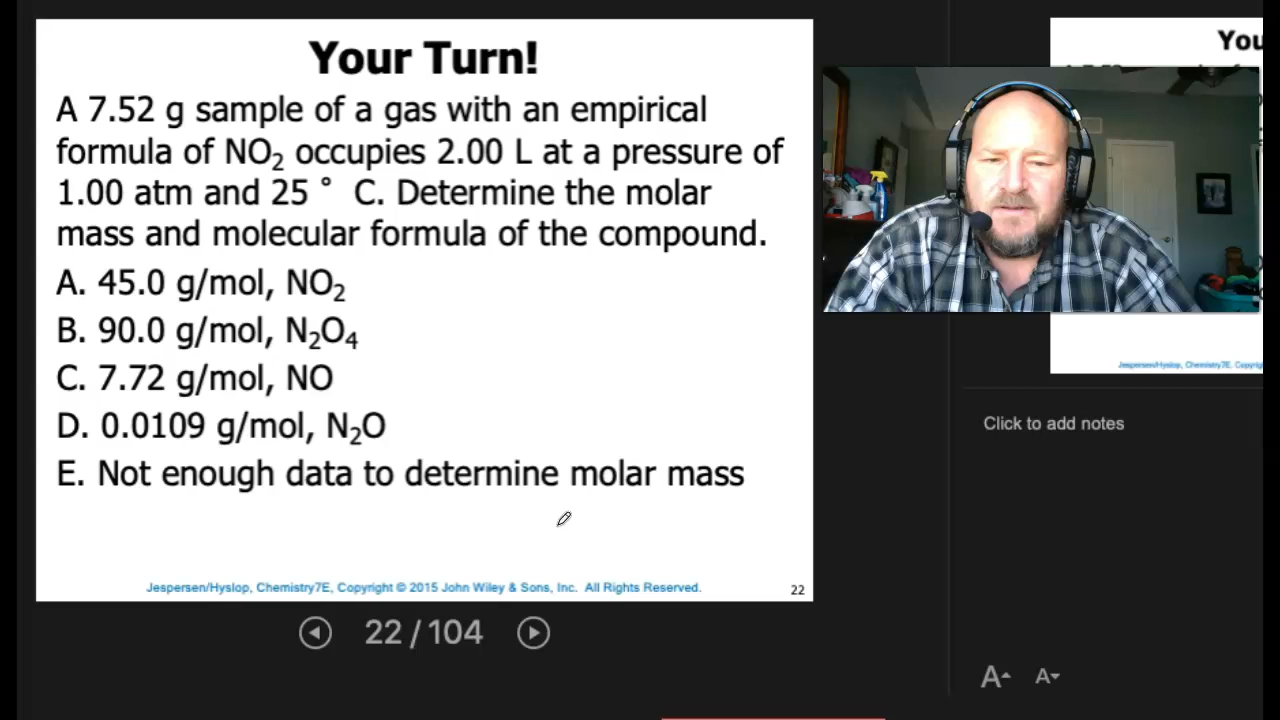 Your Turn!
A 7.52 g sample of a gas with an empirical
formula of NO₂ occupies 2.00 L at a pressure of
1.00 atm and 25 ° C. Determine the molar
mass and molecular formula of the compound.
A. 45.0 g/mol, NO₂
B. 90.0 g/mol, N₂O₄
C. 7.72 g/mol, NO
D. 0.0109 g/mol, N₂O
E. Not enough data to determine molar mass
Jespersen/Hyslop, Chemistry7E, Copyright © 2015 John Wiley & Sons, Inc. All Rights Reserved.
22
22 / 104
You
Jespersen/Hyslop, Chemistry7E, Copyrig
Click to add notes
A A